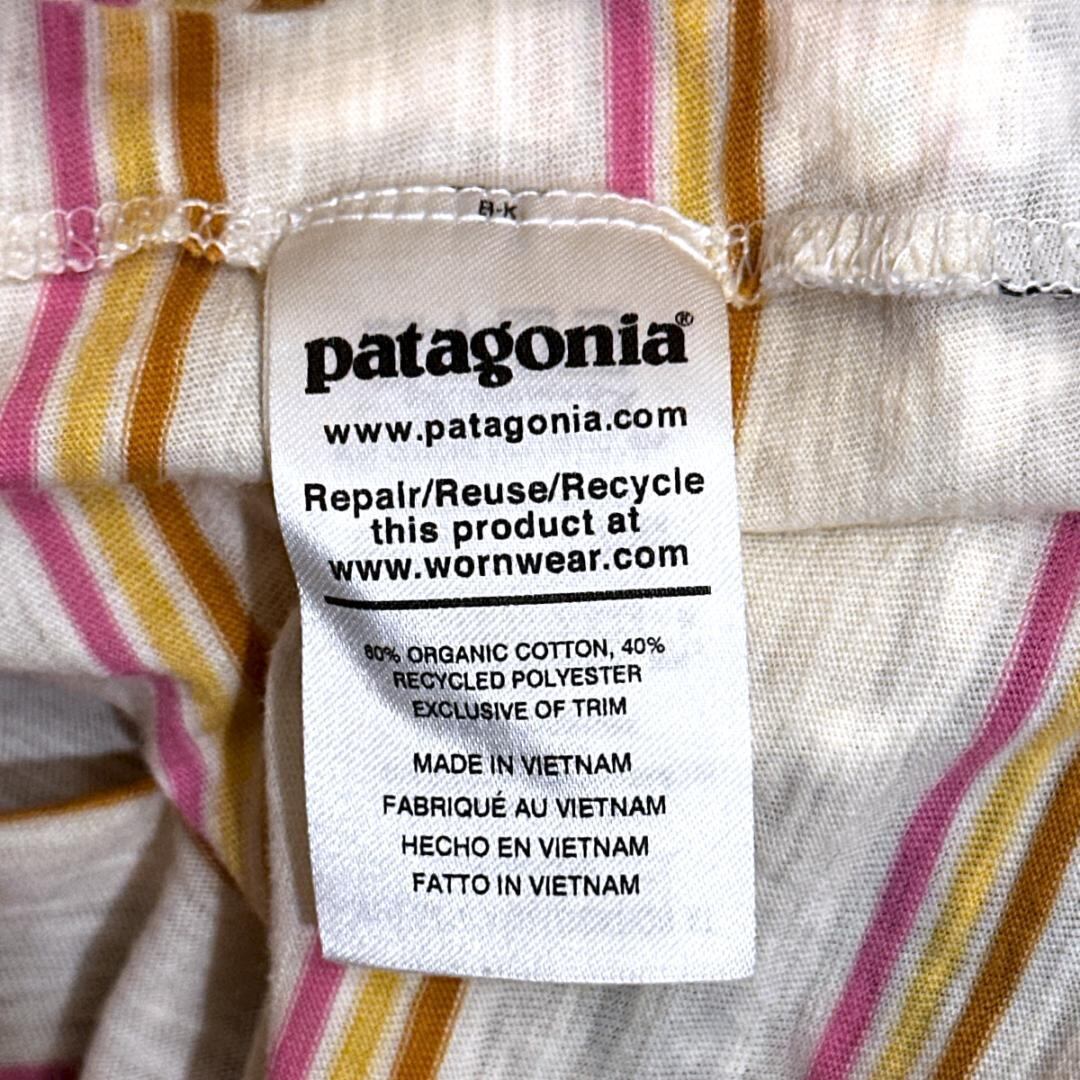 B-K
patagonia®
www.patagonia.com
Repair/Reuse/Recycle
this product at
www.wornwear.com
60% ORGANIC COTTON, 40%
RECYCLED POLYESTER
EXCLUSIVE OF TRIM
MADE IN VIETNAM
FABRIQUÉ AU VIETNAM
HECHO EN VIETNAM
FATTO IN VIETNAM